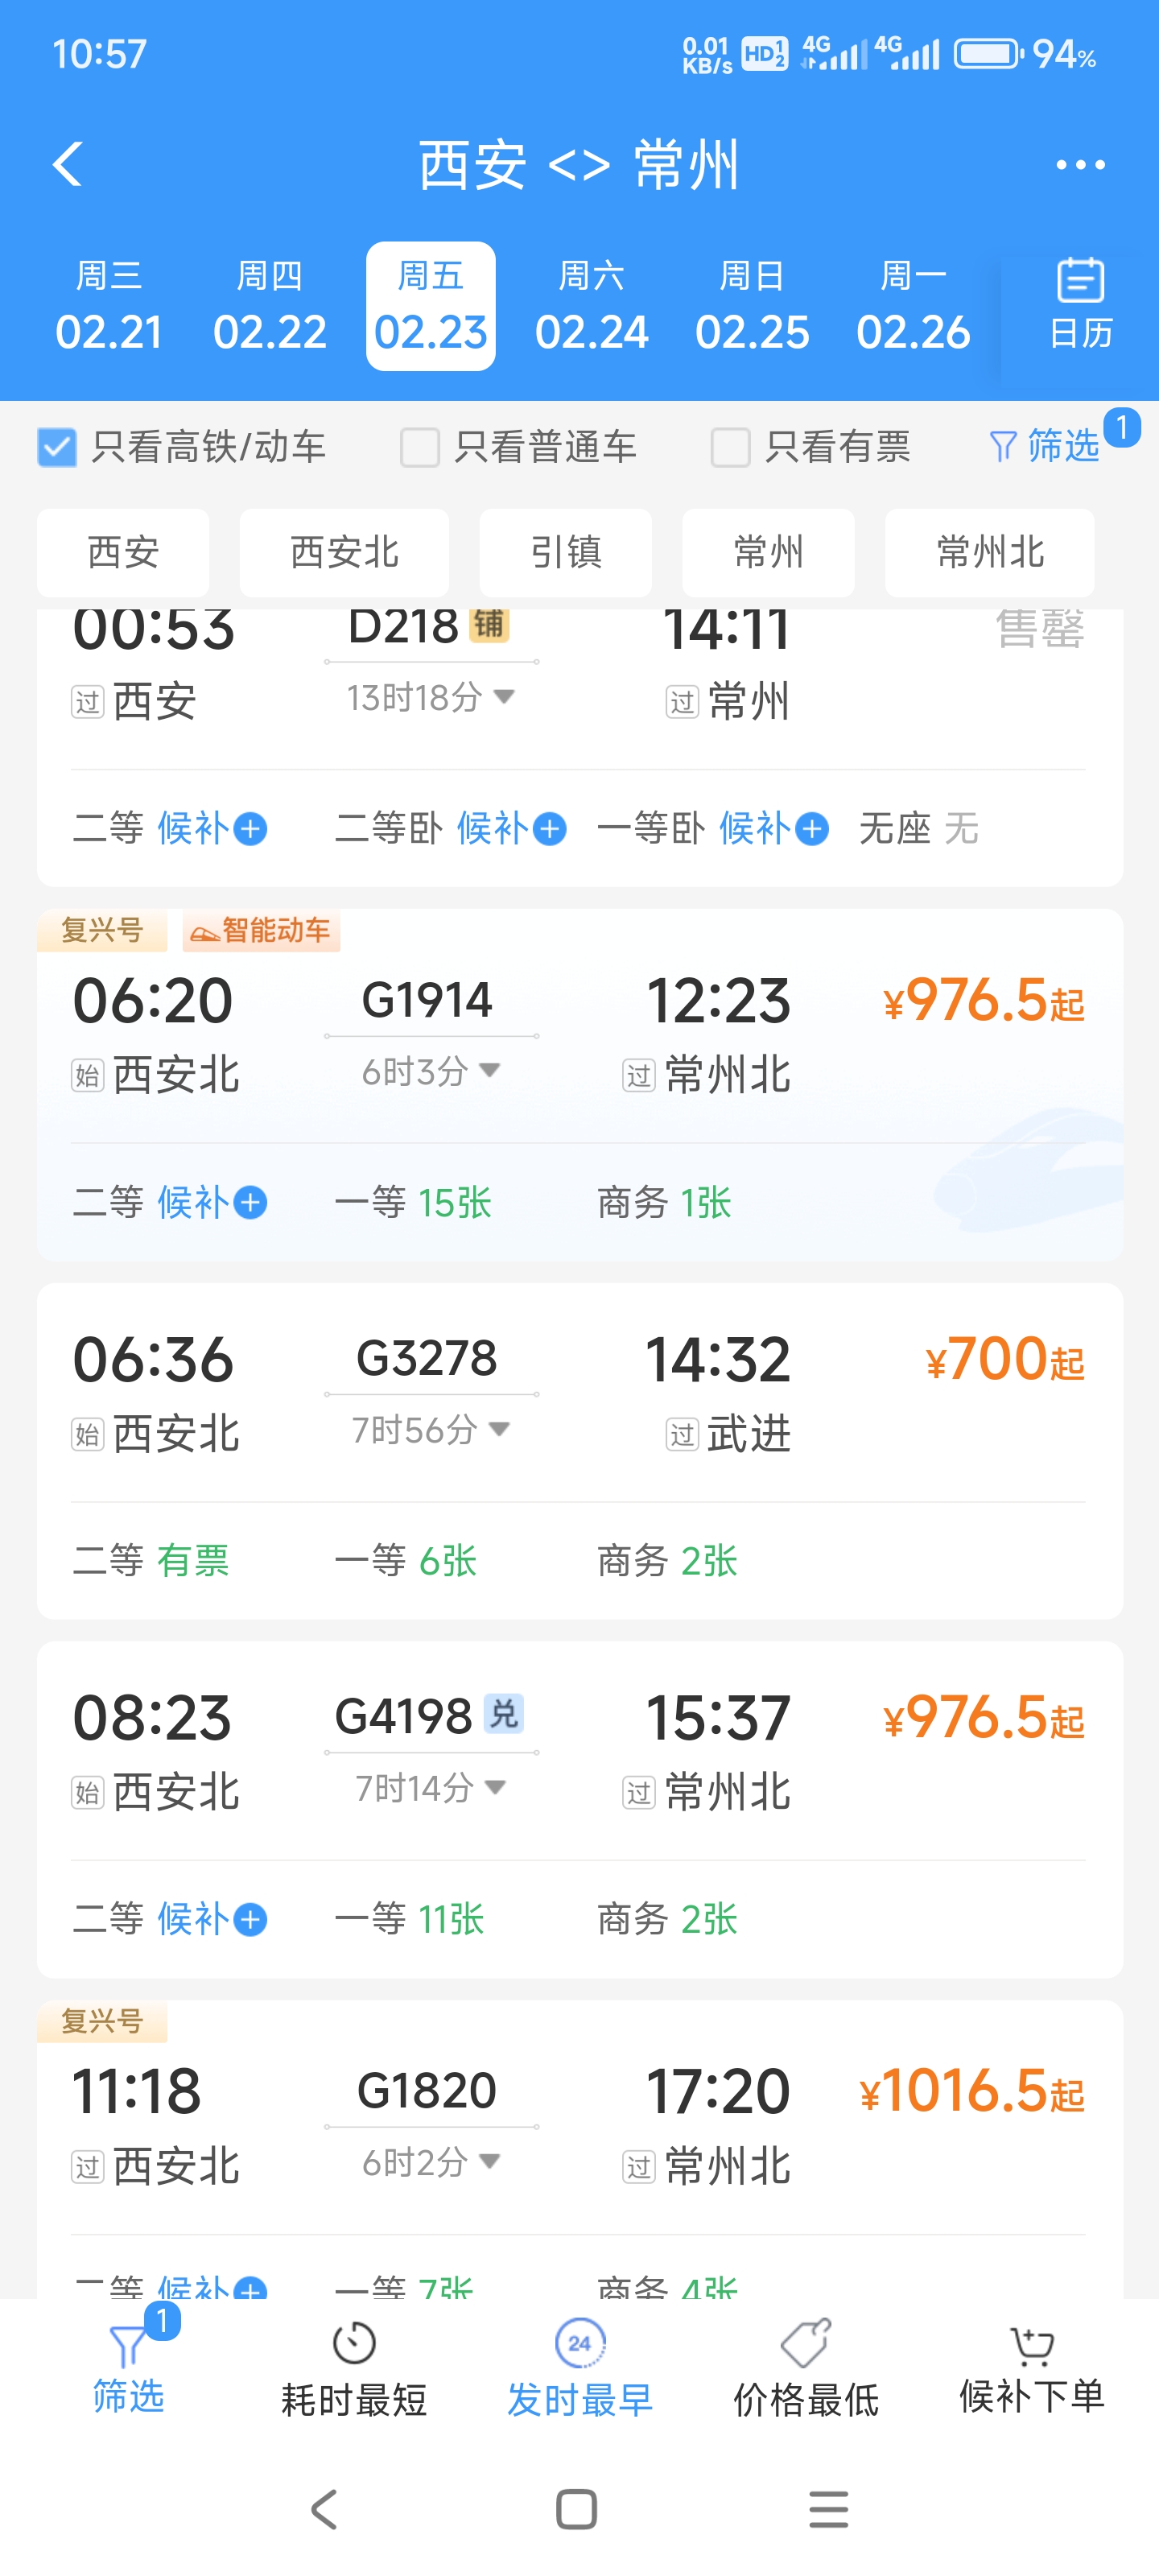 10:57 0.01 KB/s HD 1 2 4G 4G 94%
西安 <> 常州
周三 周四 周五 周六 周日 周一
02.21 02.22 02.23 02.24 02.25 02.26 日历
只看高铁/动车 只看普通车 只看有票 筛选 1
西安 西安北 引镇 常州 常州北
00:53 D218 铺 14:11 售罄
过 西安 13时18分 过 常州
二等 候补 二等卧 候补 一等卧 候补 无座 无
复兴号 智能动车
06:20 G1914 12:23 ¥976.5起
始 西安北 6时3分 过 常州北
二等 候补 一等 15张 商务 1张
06:36 G3278 14:32 ¥700起
始 西安北 7时56分 过 武进
二等 有票 一等 6张 商务 2张
08:23 G4198 兑 15:37 ¥976.5起
始 西安北 7时14分 过 常州北
二等 候补 一等 11张 商务 2张
复兴号
11:18 G1820 17:20 ¥1016.5起
过 西安北 6时2分 过 常州北
二等 候补 一等 7张 商务 4张
1 24
筛选 耗时最短 发时最早 价格最低 候补下单